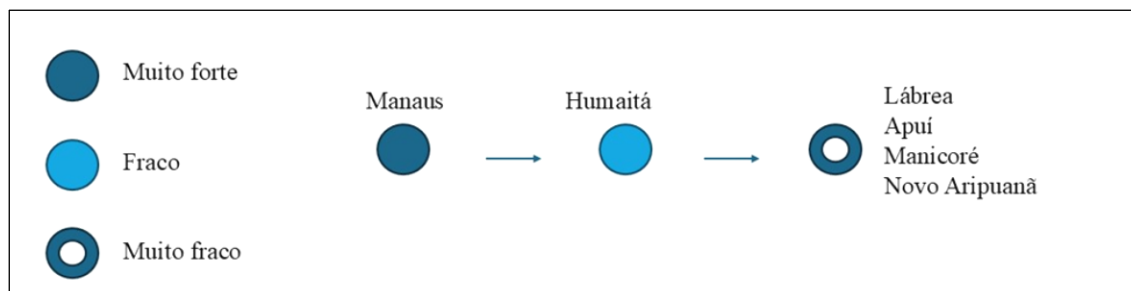 Muito forte
Fraco
Muito fraco
Manaus
Humaitá
Lábrea
Apuí
Manicoré
Novo Aripuanã